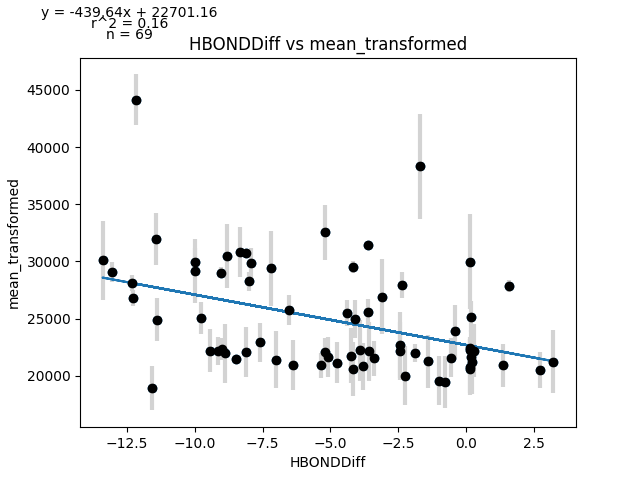 y = -439.64x + 22701.16
r^2 = 0.16
n = 69
HBONDDiff vs mean_transformed
mean_transformed
45000
40000
35000
30000
25000
20000
−12.5 −10.0 −7.5 −5.0 −2.5 0.0 2.5
HBONDDiff